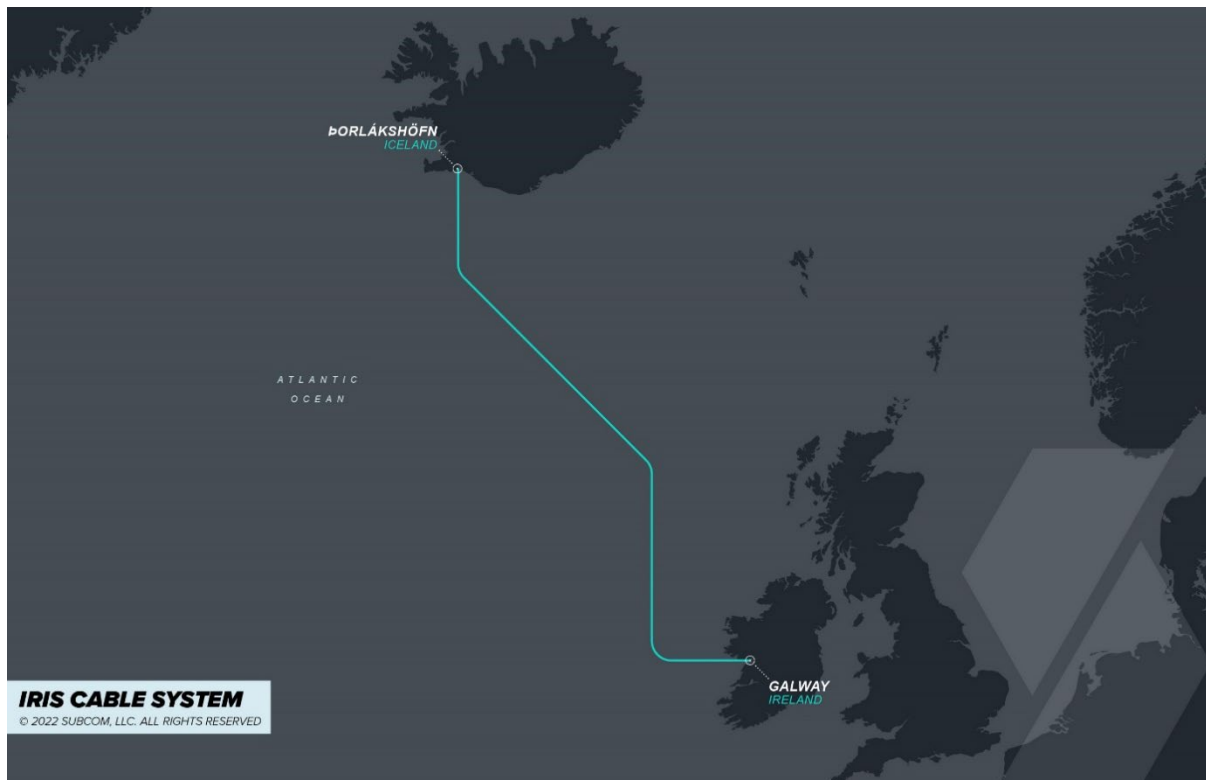 ÞORLÁKSHÖFN
ICELAND
ATLANTIC
OCEAN
GALWAY
IRELAND
IRIS CABLE SYSTEM
© 2022 SUBCOM, LLC. ALL RIGHTS RESERVED